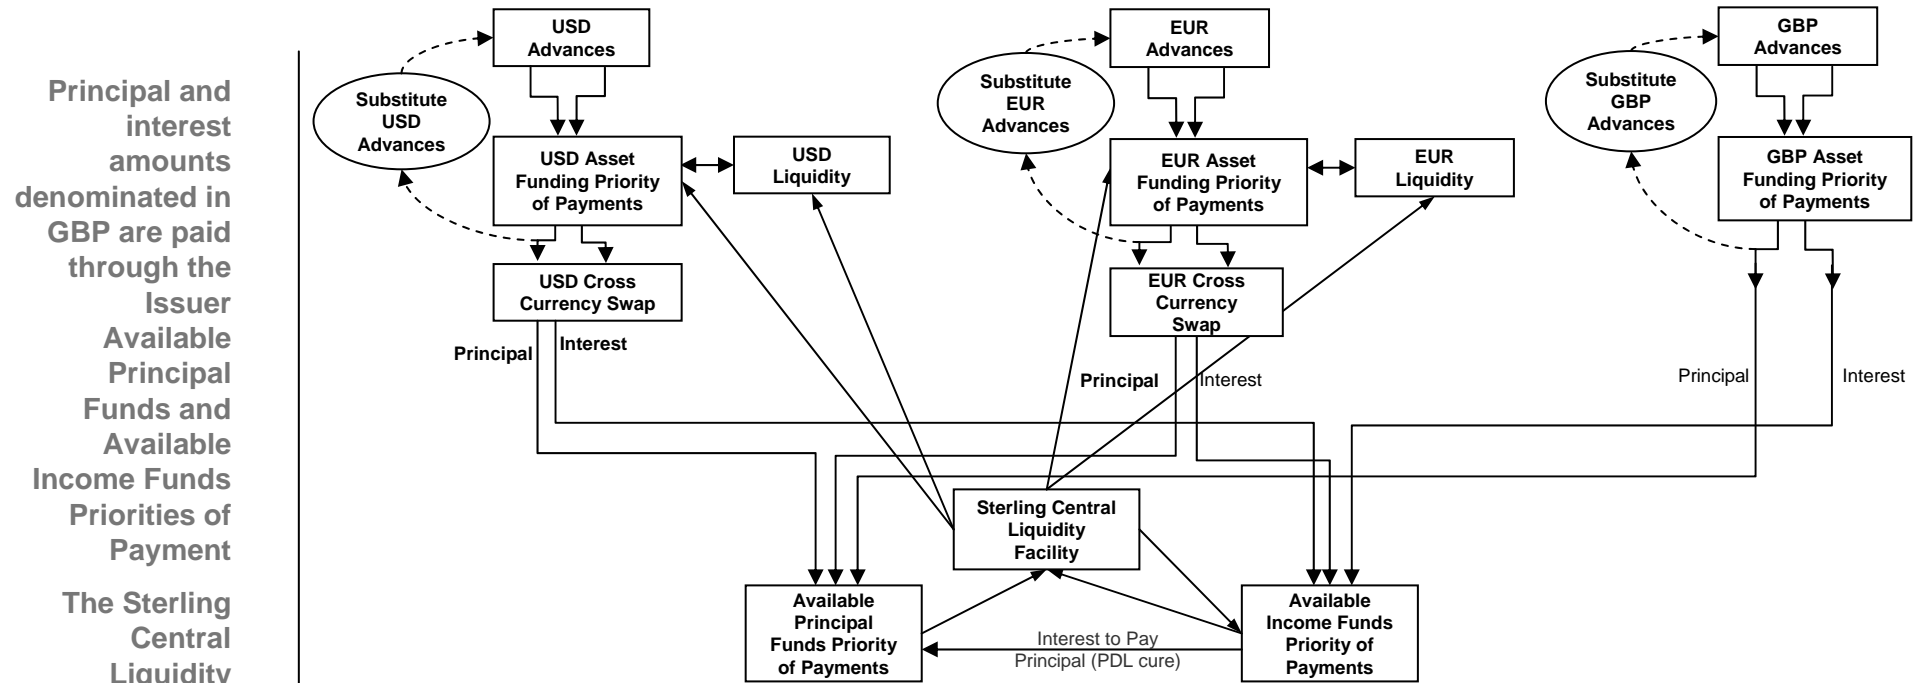 Principal and
interest
amounts
denominated in
GBP are paid
through the
Issuer
Available
Principal
Funds and
Available
Income Funds
Priorities of
Payment
The Sterling
Central
Liquidity
USD
Advances
Substitute
USD
Advances
USD Asset
Funding Priority
of Payments
USD
Liquidity
USD Cross
Currency Swap
Principal
Interest
EUR
Advances
Substitute
EUR
Advances
EUR Asset
Funding Priority
of Payments
EUR
Liquidity
EUR Cross
Currency
Swap
Principal
Interest
GBP
Advances
Substitute
GBP
Advances
GBP Asset
Funding Priority
of Payments
Principal
Interest
Sterling Central
Liquidity
Facility
Available
Principal
Funds Priority
of Payments
Interest to Pay
Principal (PDL cure)
Available
Income Funds
Priority of
Payments